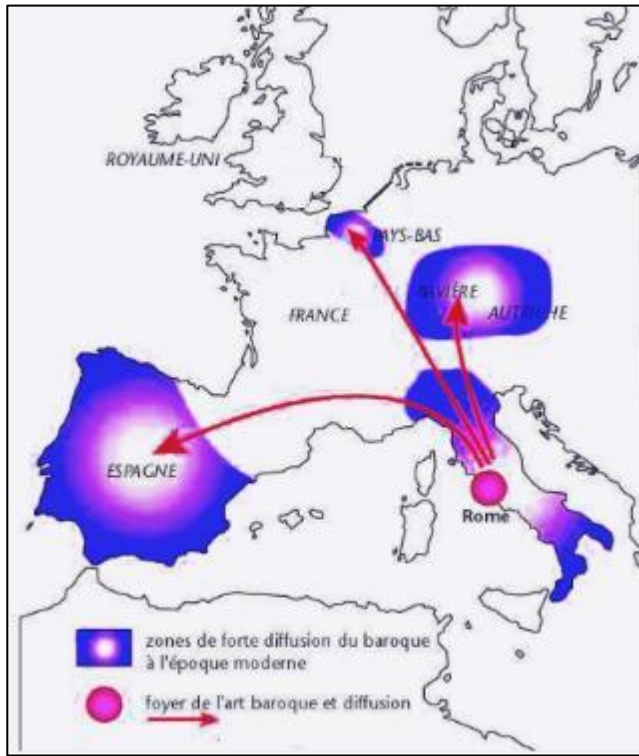 ROYAUME-UNI
PAYS-BAS
BAVIÈRE
AUTRICHE
FRANCE
ESPAGNE
Rome
zones de forte diffusion du baroque
à l'époque moderne
foyer de l'art baroque et diffusion